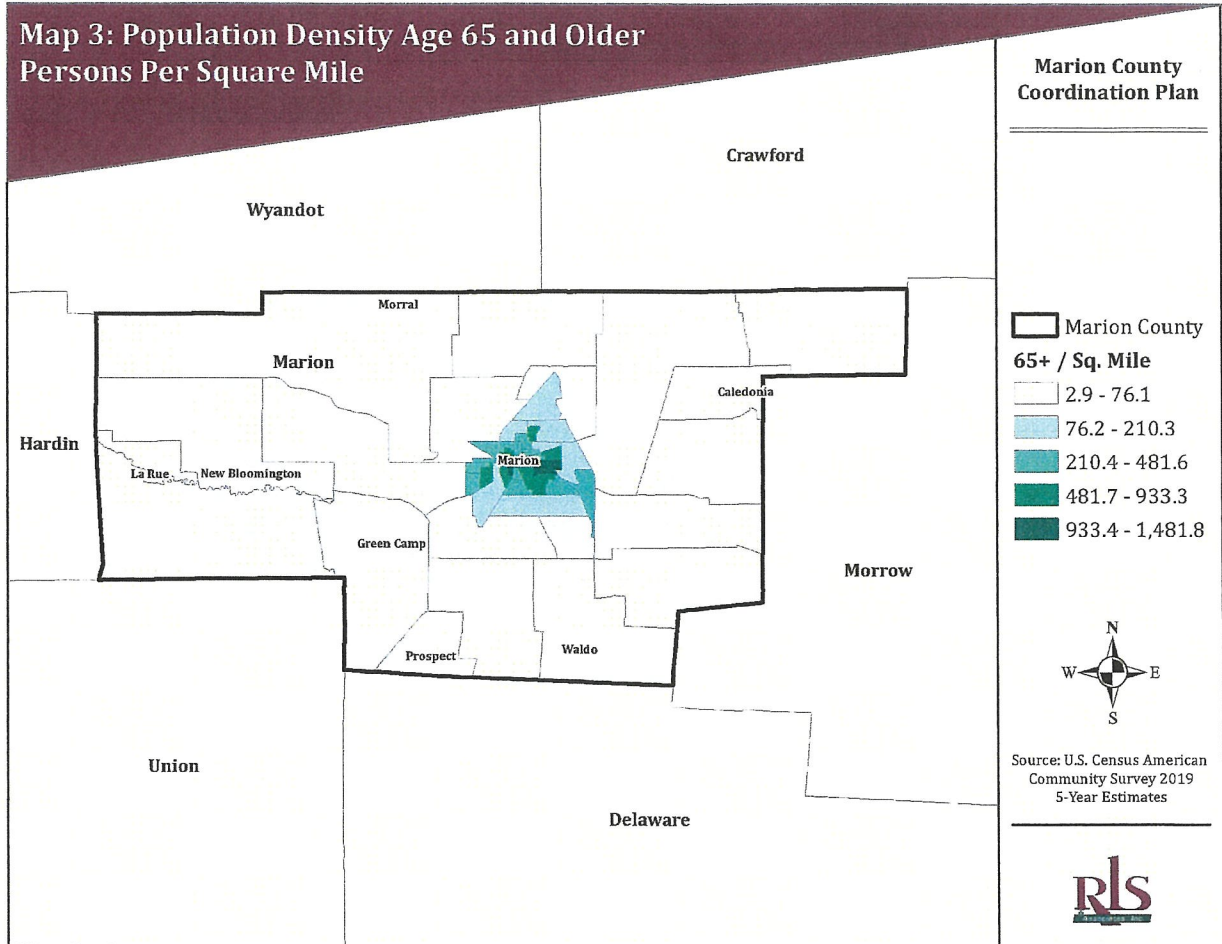 Map 3: Population Density Age 65 and Older
Persons Per Square Mile
Marion County
Coordination Plan
Crawford
Wyandot
Morral
Marion
Caledonia
Hardin
La Rue
New Bloomington
Marion
Green Camp
Morrow
Prospect
Waldo
Union
Delaware
Marion County
65+ / Sq. Mile
2.9 - 76.1
76.2 - 210.3
210.4 - 481.6
481.7 - 933.3
933.4 - 1,481.8
N
W
E
S
Source: U.S. Census American
Community Survey 2019
5-Year Estimates
RLS
Associates, Inc.